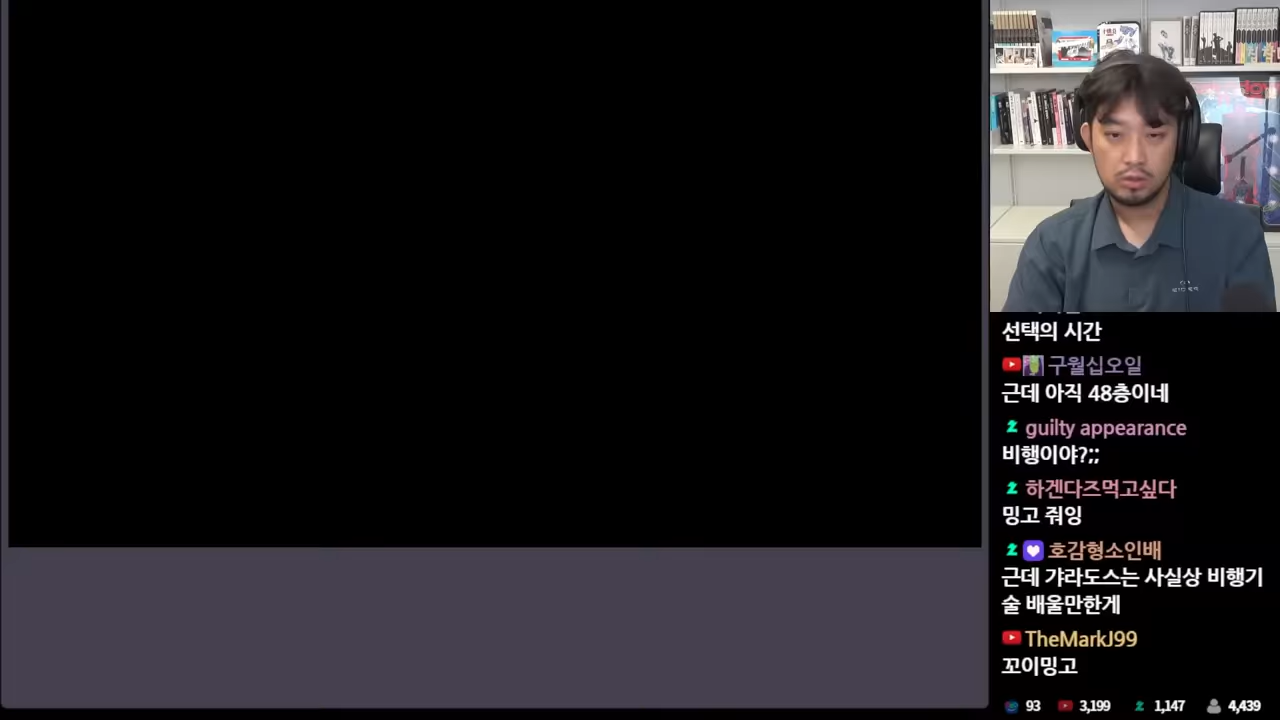 선택의 시간
구월십오일
근데 아직 48층이네
guilty appearance
비행이야?;;
하겐다즈먹고싶다
밍고 줘잉
호감형소인배
근데 갸라도스는 사실상 비행기
술 배울만한게
TheMarkJ99
꼬이밍고
93 3,199 1,147 4,439